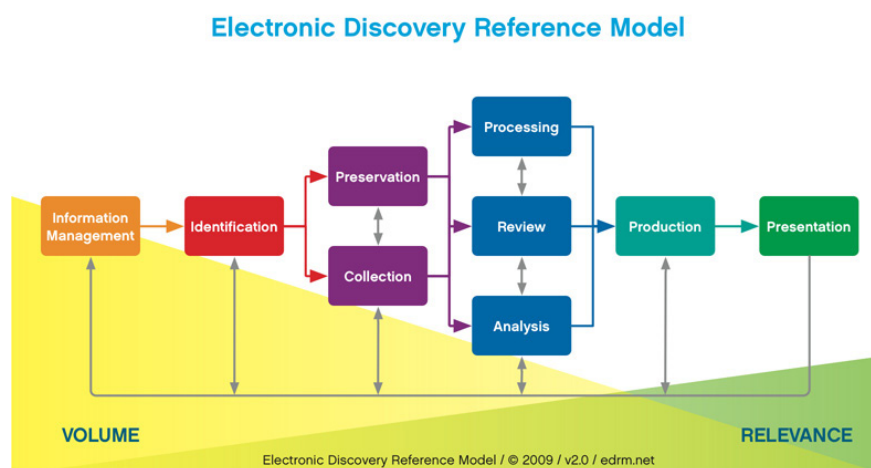 Electronic Discovery Reference Model
Processing
Preservation
Information
Management
Identification
Review
Production
Presentation
Collection
Analysis
VOLUME
RELEVANCE
Electronic Discovery Reference Model / © 2009 / v2.0 / edrm.net